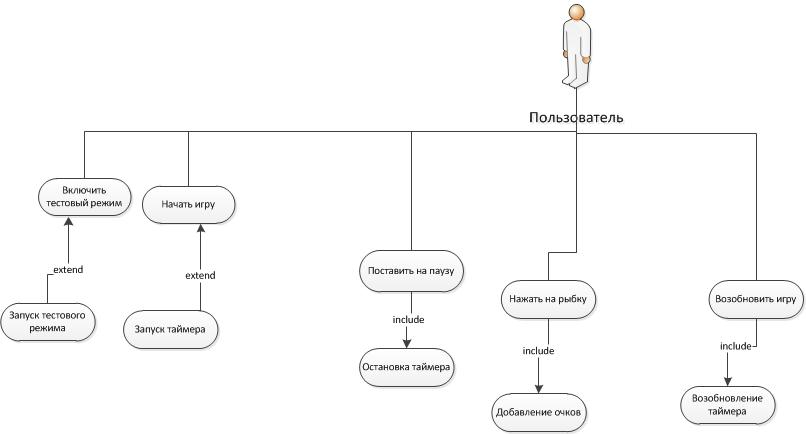 Пользователь
Включить
тестовый режим
Начать игру
Поставить на паузу
Нажать на рыбку
Возобновить игру
extend
extend
include
include
include
Запуск тестового
режима
Запуск таймера
Остановка таймера
Добавление очков
Возобновление
таймера